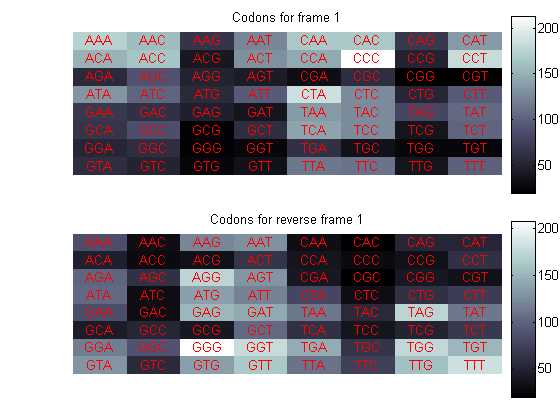 Codons for frame 1
AAA AAC AAG AAT CAA CAC CAG CAT
ACA ACC ACG ACT CCA CCC CCG CCT
AGA AGC AGG AGT CGA CGC CGG CGT
ATA ATC ATG ATT CTA CTC CTG CTT
GAA GAC GAG GAT TAA TAC TAG TAT
GCA GCC GCG GCT TCA TCC TCG TCT
GGA GGC GGG GGT TGA TGC TGG TGT
GTA GTC GTG GTT TTA TTC TTG TTT
200
150
100
50
Codons for reverse frame 1
AAA AAC AAG AAT CAA CAC CAG CAT
ACA ACC ACG ACT CCA CCC CCG CCT
AGA AGC AGG AGT CGA CGC CGG CGT
ATA ATC ATG ATT CTA CTC CTG CTT
GAA GAC GAG GAT TAA TAC TAG TAT
GCA GCC GCG GCT TCA TCC TCG TCT
GGA GGC GGG GGT TGA TGC TGG TGT
GTA GTC GTG GTT TTA TTC TTG TTT
200
150
100
50